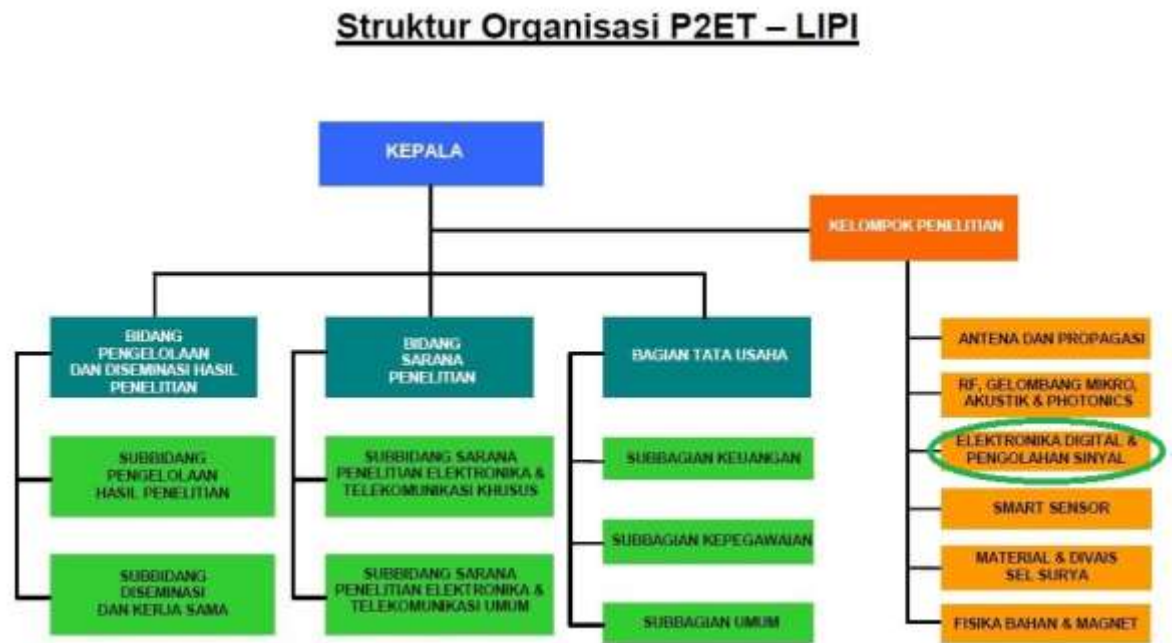 Struktur Organisasi P2ET – LIPI
KEPALA
KELOMPOK PENELITIAN
BIDANG
PENGELOLAAN
DAN DISEMINASI HASIL
PENELITIAN
BIDANG
SARANA
PENELITIAN
BAGIAN TATA USAHA
SUBBIDANG
PENGELOLAAN
HASIL PENELITIAN
SUBBIDANG
DISEMINASI
DAN KERJA SAMA
SUBBIDANG SARANA
PENELITIAN ELEKTRONIKA &
TELEKOMUNIKASI KHUSUS
SUBBIDANG SARANA
PENELITIAN ELEKTRONIKA &
TELEKOMUNIKASI UMUM
SUBBAGIAN KEUANGAN
SUBBAGIAN KEPEGAWAIAN
SUBBAGIAN UMUM
ANTENA DAN PROPAGASI
RF, GELOMBANG MIKRO,
AKUSTIK & PHOTONICS
ELEKTRONIKA DIGITAL &
PENGOLAHAN SINYAL
SMART SENSOR
MATERIAL & DIVAIS
SEL SURYA
FISIKA BAHAN & MAGNET